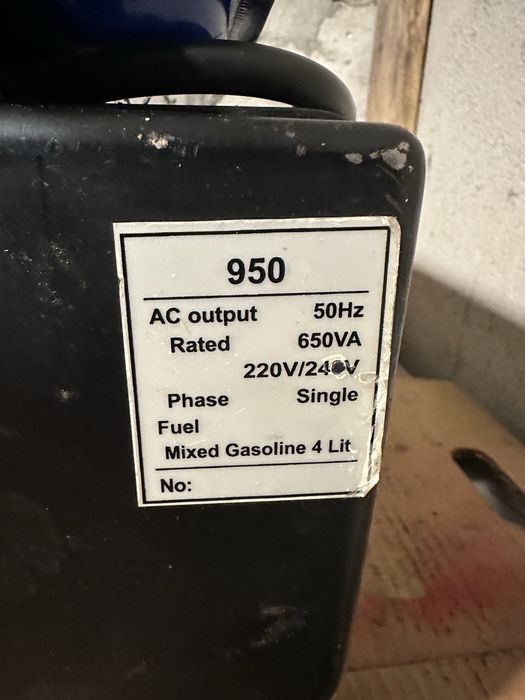 950
AC output 50Hz
Rated 650VA
220V/240V
Phase Single
Fuel
Mixed Gasoline 4 Lit
No: